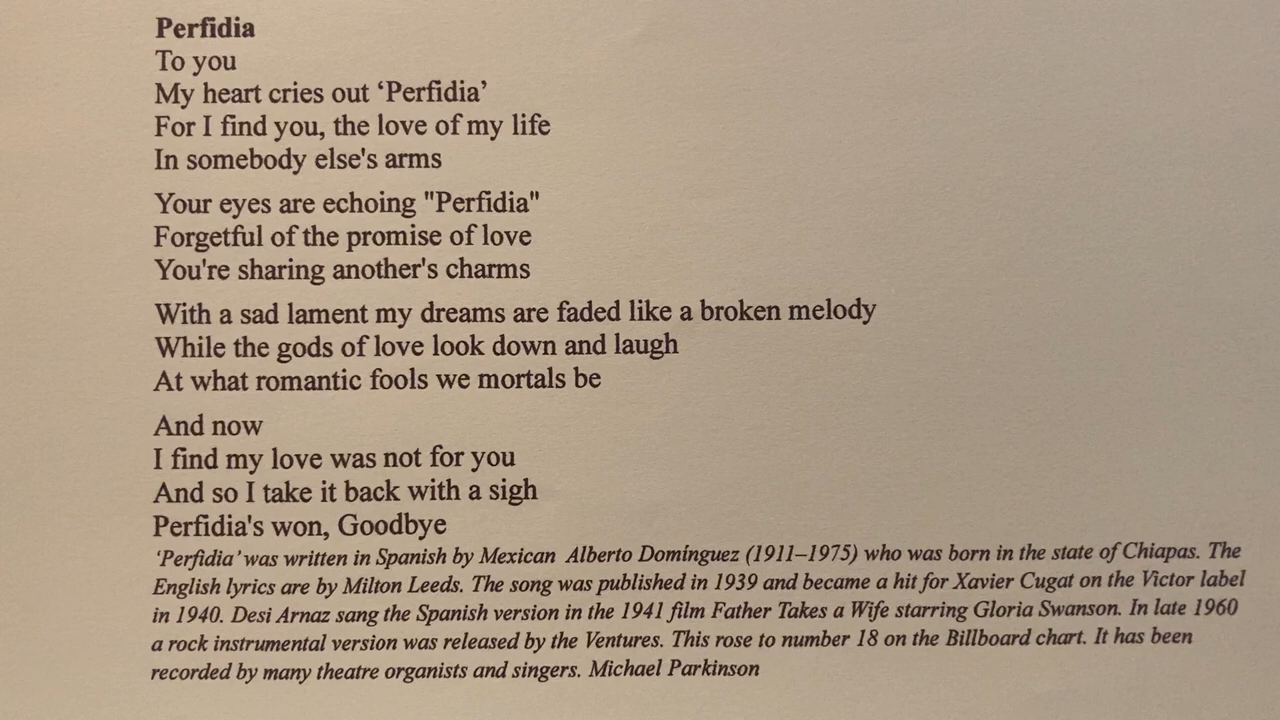 Perfidia
To you
My heart cries out ‘Perfidia’
For I find you, the love of my life
In somebody else's arms
Your eyes are echoing "Perfidia"
Forgetful of the promise of love
You're sharing another's charms
With a sad lament my dreams are faded like a broken melody
While the gods of love look down and laugh
At what romantic fools we mortals be
And now
I find my love was not for you
And so I take it back with a sigh
Perfidia's won, Goodbye
‘Perfidia’ was written in Spanish by Mexican Alberto Domínguez (1911–1975) who was born in the state of Chiapas. The
English lyrics are by Milton Leeds. The song was published in 1939 and became a hit for Xavier Cugat on the Victor label
in 1940. Desi Arnaz sang the Spanish version in the 1941 film Father Takes a Wife starring Gloria Swanson. In late 1960
a rock instrumental version was released by the Ventures. This rose to number 18 on the Billboard chart. It has been
recorded by many theatre organists and singers. Michael Parkinson